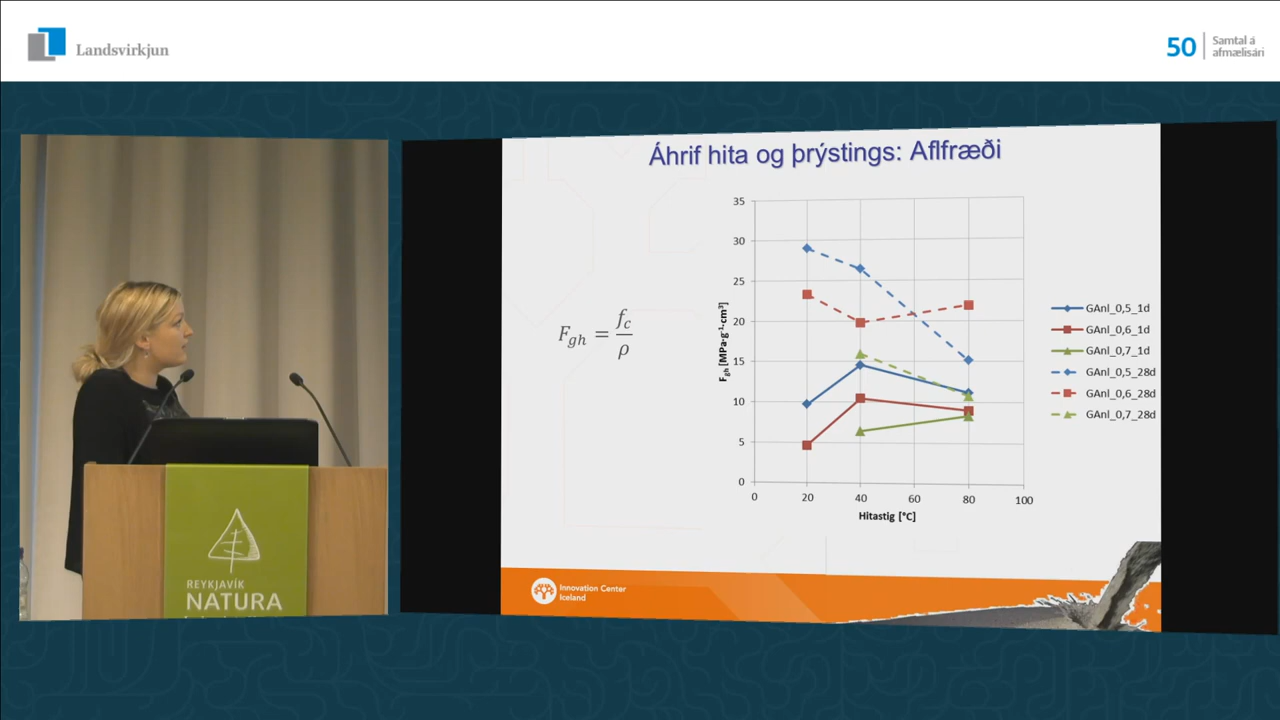 Landsvirkjun
50
Samtal á
afmælisári
Áhrif hita og þrýstings: Aflfræði
F_gh = f_c / ρ
F_gh [MPa·g⁻¹·cm³]
35
30
25
20
15
10
5
0
0 20 40 60 80 100
Hitastig [°C]
GAnl_0,5_1d
GAnl_0,6_1d
GAnl_0,7_1d
GAnl_0,5_28d
GAnl_0,6_28d
GAnl_0,7_28d
Innovation Center
Iceland
REYKJAVÍK
NATURA